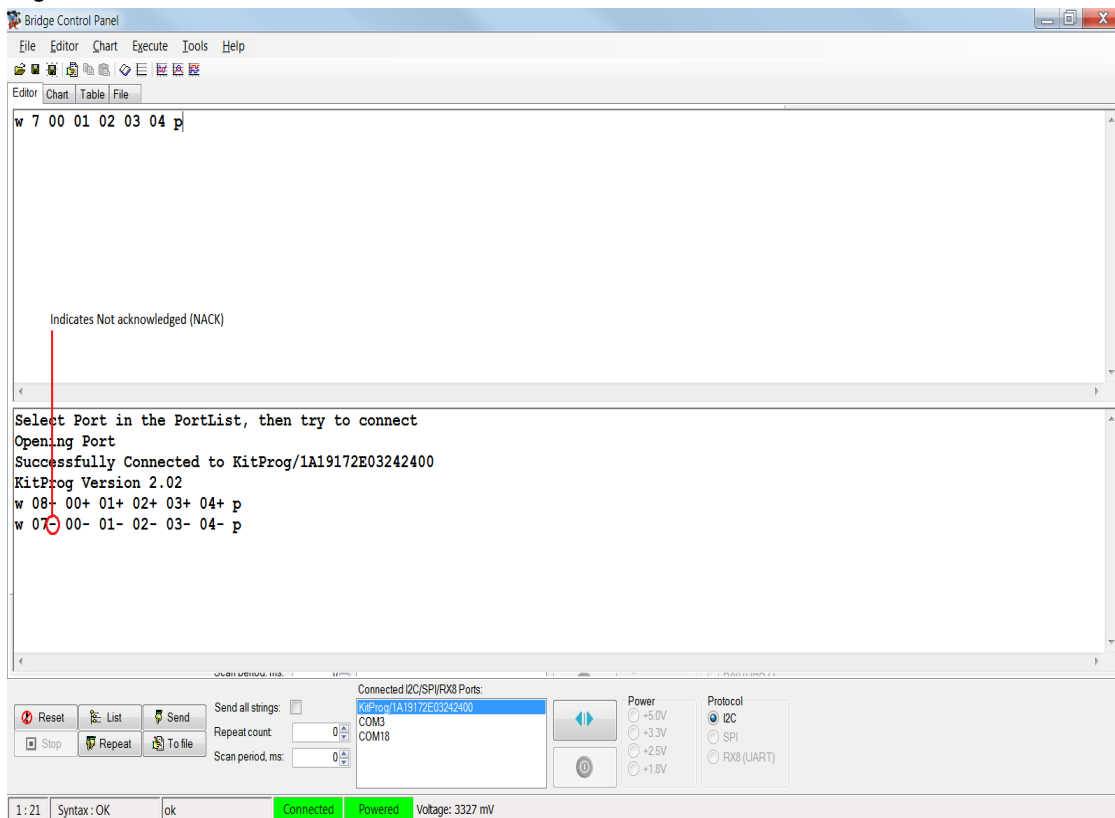 Bridge Control Panel
File Editor Chart Execute Tools Help
Editor Chart Table File
w 7 00 01 02 03 04 p
Indicates Not acknowledged (NACK)
Select Port in the PortList, then try to connect
Opening Port
Successfully Connected to KitProg/1A19172E03242400
KitProg Version 2.02
w 08+ 00+ 01+ 02+ 03+ 04+ p
w 07- 00- 01- 02- 03- 04- p
Connected I2C/SPI/RX8 Ports:
Reset List Send
Stop Repeat To file
Send all strings:
Repeat count: 0
Scan period, ms: 0
KitProg/1A19172E03242400
COM3
COM18
Power
+5.0V
+3.3V
+2.5V
+1.8V
Protocol
I2C
SPI
RX8 (UART)
1:21 Syntax : OK ok Connected Powered Voltage: 3327 mV